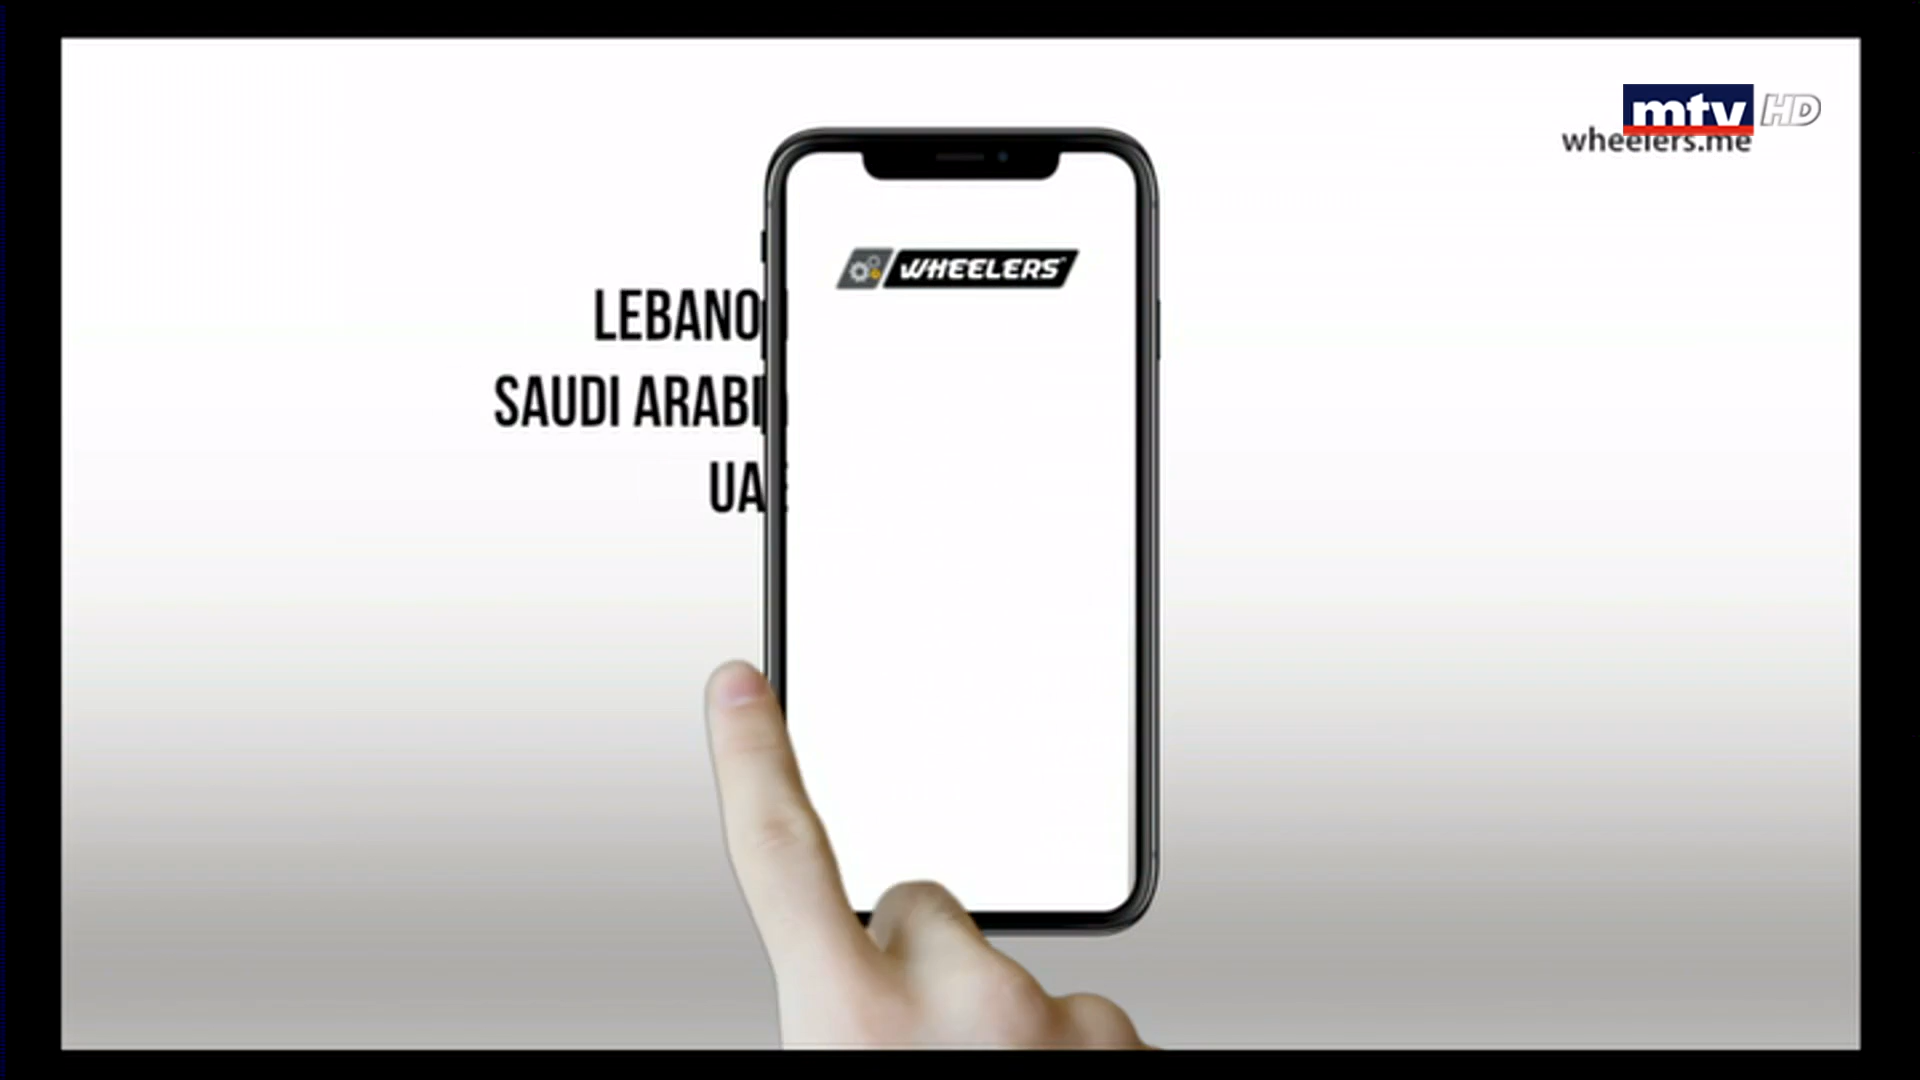 mtv HD
wheelers.me
WHEELERS
LEBANO
SAUDI ARABI
UA